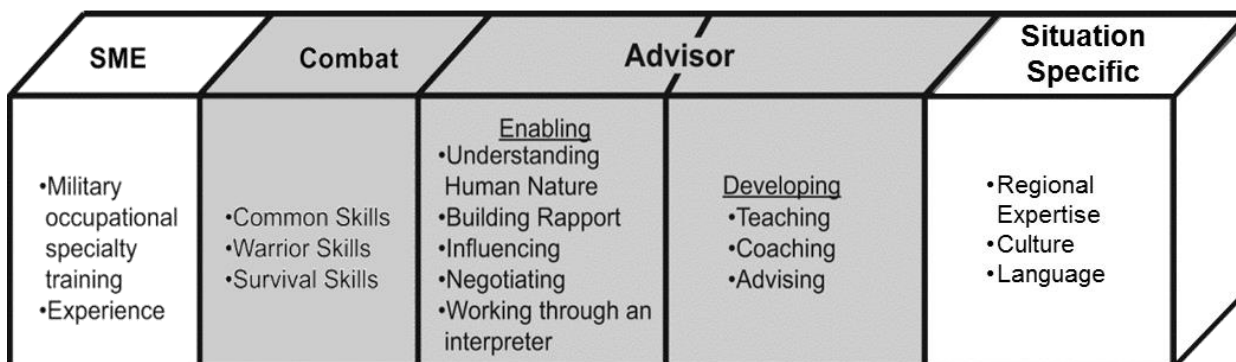 SME
Combat
Advisor
Situation
Specific
•Military
occupational
specialty
training
•Experience
•Common Skills
•Warrior Skills
•Survival Skills
Enabling
•Understanding
Human Nature
•Building Rapport
•Influencing
•Negotiating
•Working through an
interpreter
Developing
•Teaching
•Coaching
•Advising
•Regional
Expertise
•Culture
•Language